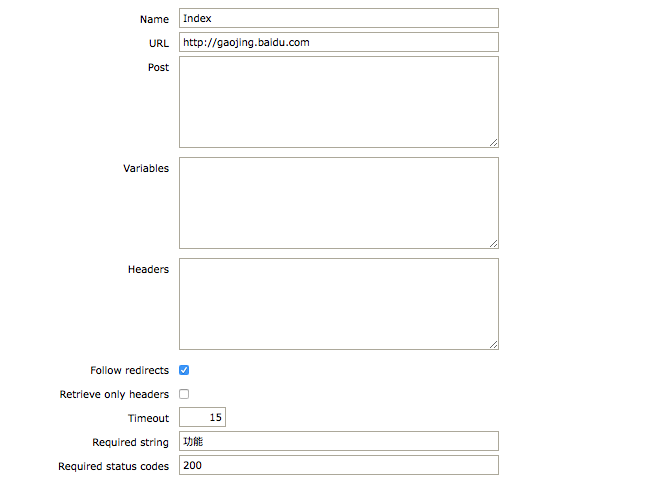 Name Index
URL http://gaojing.baidu.com
Post
Variables
Headers
Follow redirects
Retrieve only headers
Timeout 15
Required string 功能
Required status codes 200